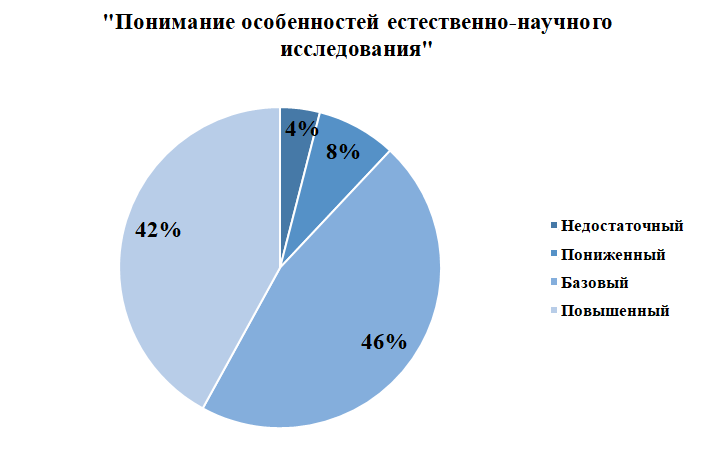 "Понимание особенностей естественно-научного
исследования"
4%
8%
42%
46%
Недостаточный
Пониженный
Базовый
Повышенный